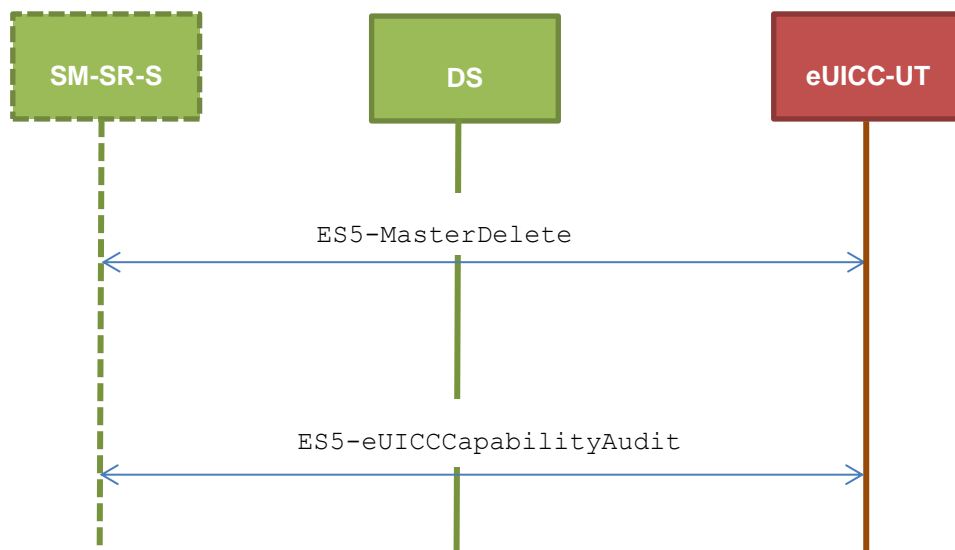 SM-SR-S
DS
eUICC-UT
ES5-MasterDelete
ES5-eUICCCapabilityAudit